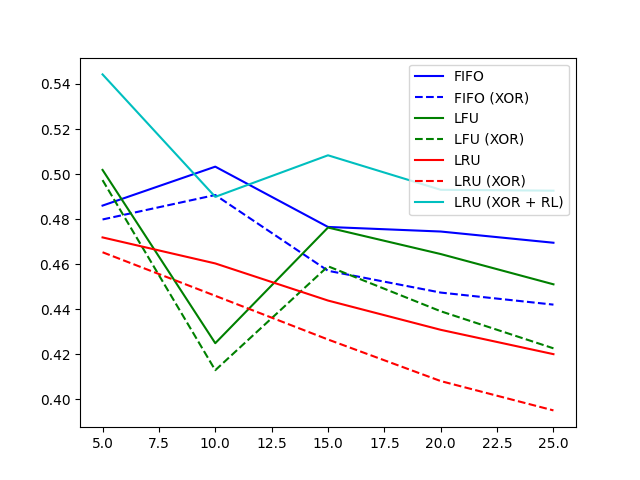 0.54
0.52
0.50
0.48
0.46
0.44
0.42
0.40
5.0 7.5 10.0 12.5 15.0 17.5 20.0 22.5 25.0
FIFO
FIFO (XOR)
LFU
LFU (XOR)
LRU
LRU (XOR)
LRU (XOR + RL)